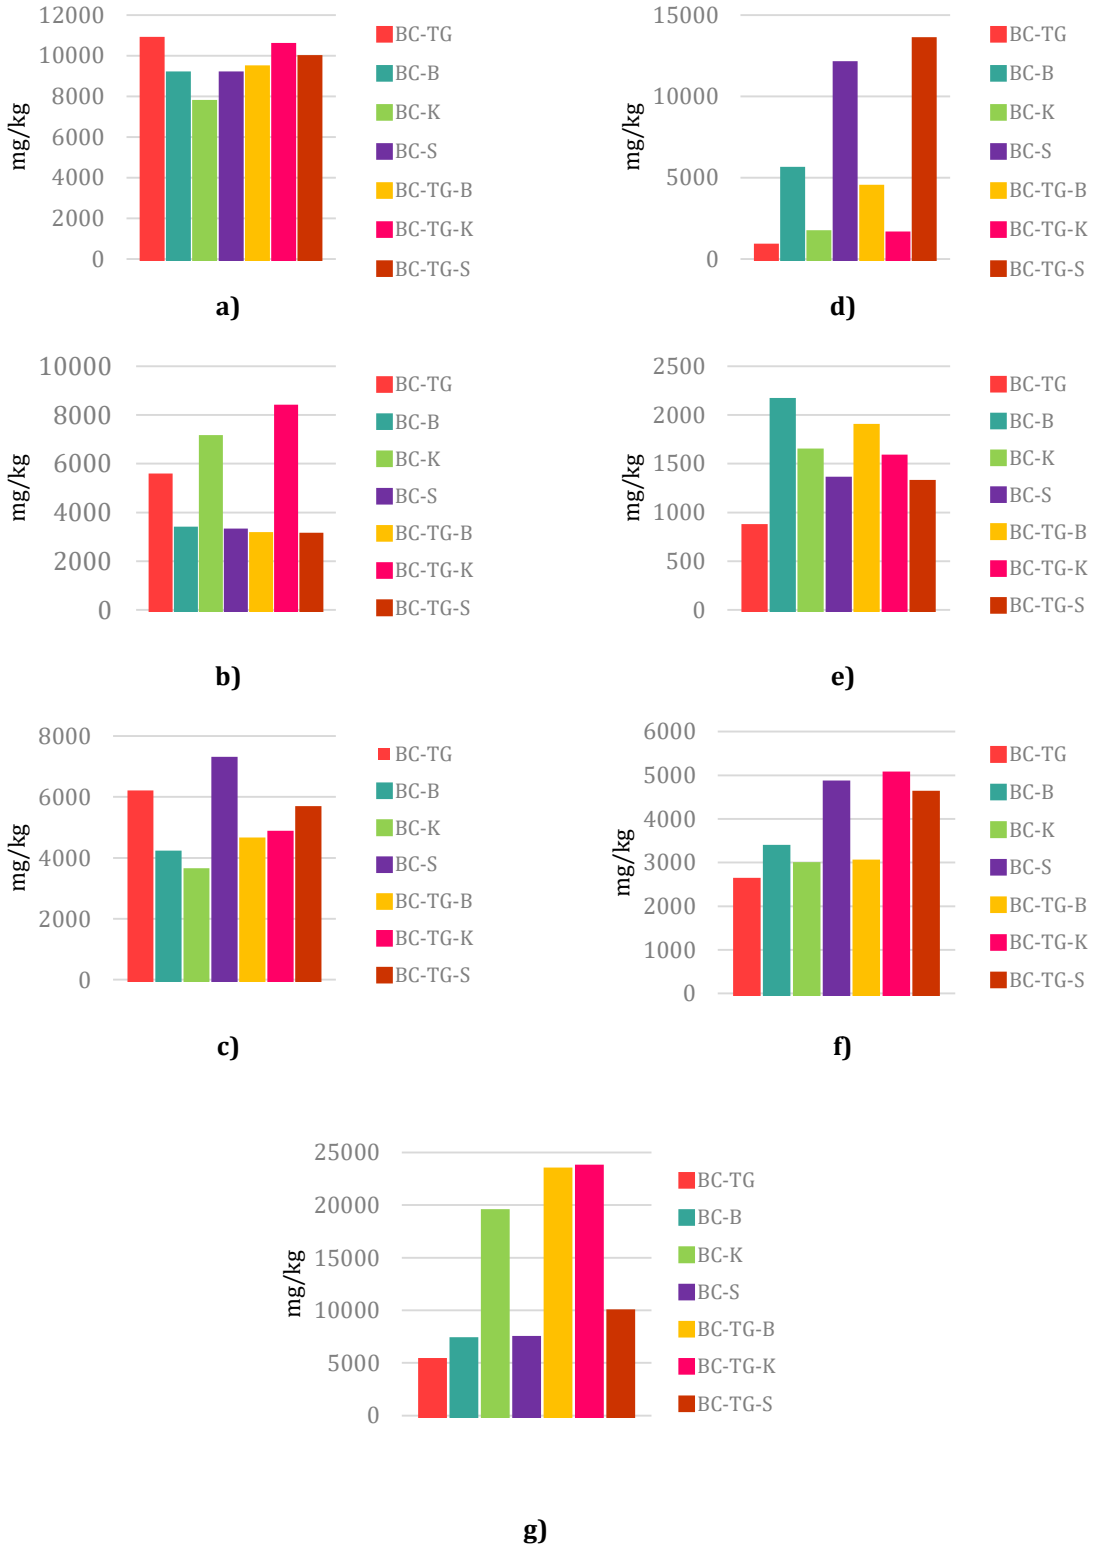 12000
10000
8000
6000
4000
2000
0
mg/kg
BC-TG
BC-B
BC-K
BC-S
BC-TG-B
BC-TG-K
BC-TG-S
a)
15000
10000
5000
0
mg/kg
BC-TG
BC-B
BC-K
BC-S
BC-TG-B
BC-TG-K
BC-TG-S
d)
10000
8000
6000
4000
2000
0
mg/kg
BC-TG
BC-B
BC-K
BC-S
BC-TG-B
BC-TG-K
BC-TG-S
b)
2500
2000
1500
1000
500
0
mg/kg
BC-TG
BC-B
BC-K
BC-S
BC-TG-B
BC-TG-K
BC-TG-S
e)
8000
6000
4000
2000
0
mg/kg
BC-TG
BC-B
BC-K
BC-S
BC-TG-B
BC-TG-K
BC-TG-S
c)
6000
5000
4000
3000
2000
1000
0
mg/kg
BC-TG
BC-B
BC-K
BC-S
BC-TG-B
BC-TG-K
BC-TG-S
f)
25000
20000
15000
10000
5000
0
mg/kg
BC-TG
BC-B
BC-K
BC-S
BC-TG-B
BC-TG-K
BC-TG-S
g)